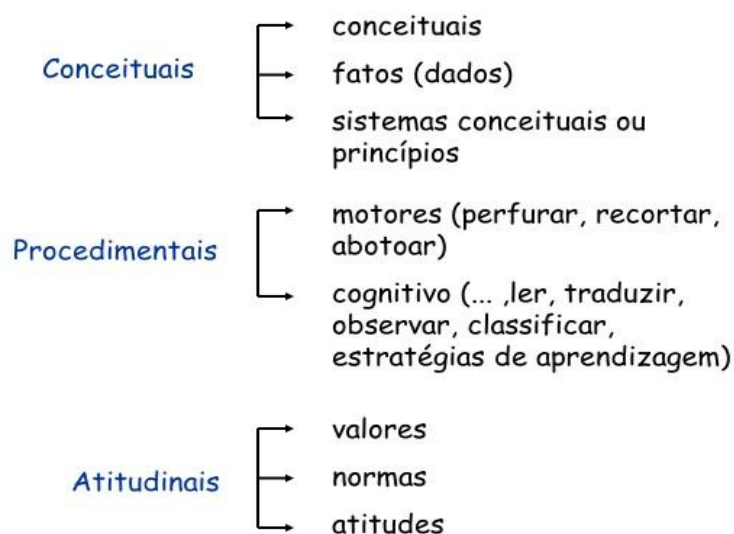 Conceituais
conceituais
fatos (dados)
sistemas conceituais ou
princípios
Procedimentais
motores (perfurar, recortar,
abotoar)
cognitivo (... ,ler, traduzir,
observar, classificar,
estratégias de aprendizagem)
Atitudinais
valores
normas
atitudes